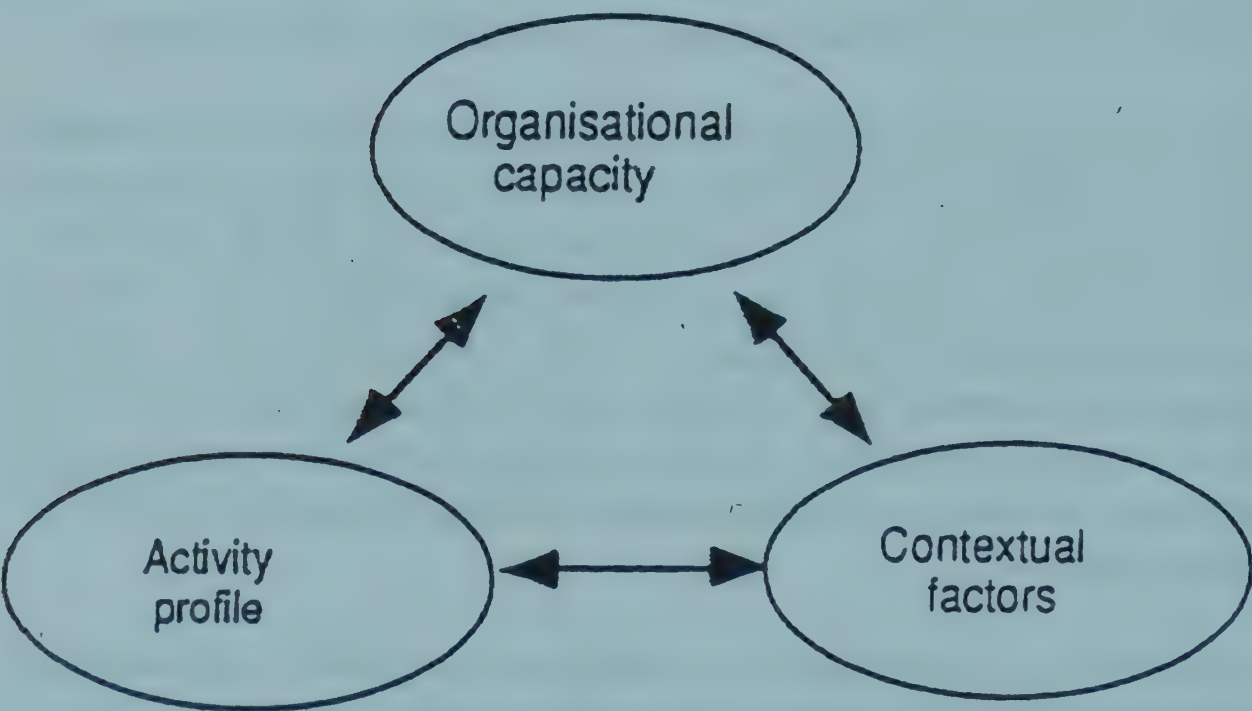 Organisational
capacity
Activity
profile
Contextual
factors